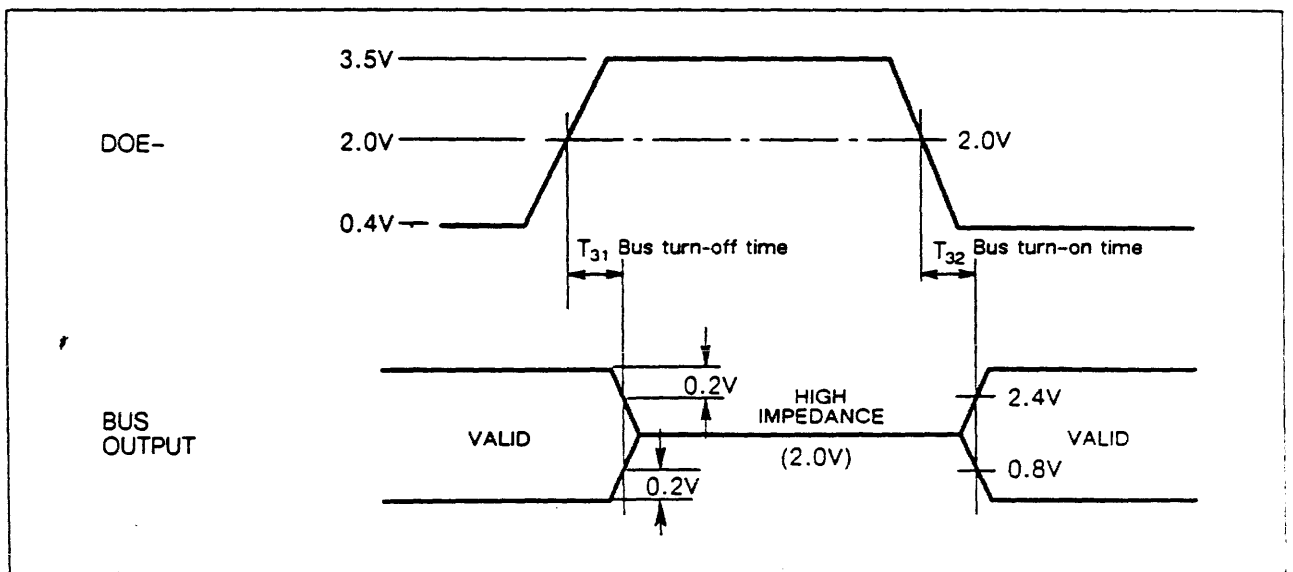 3.5V
DOE- 2.0V 2.0V
0.4V
T31 Bus turn-off time T32 Bus turn-on time
0.2V HIGH IMPEDANCE 2.4V
BUS OUTPUT VALID (2.0V) VALID
0.2V 0.8V